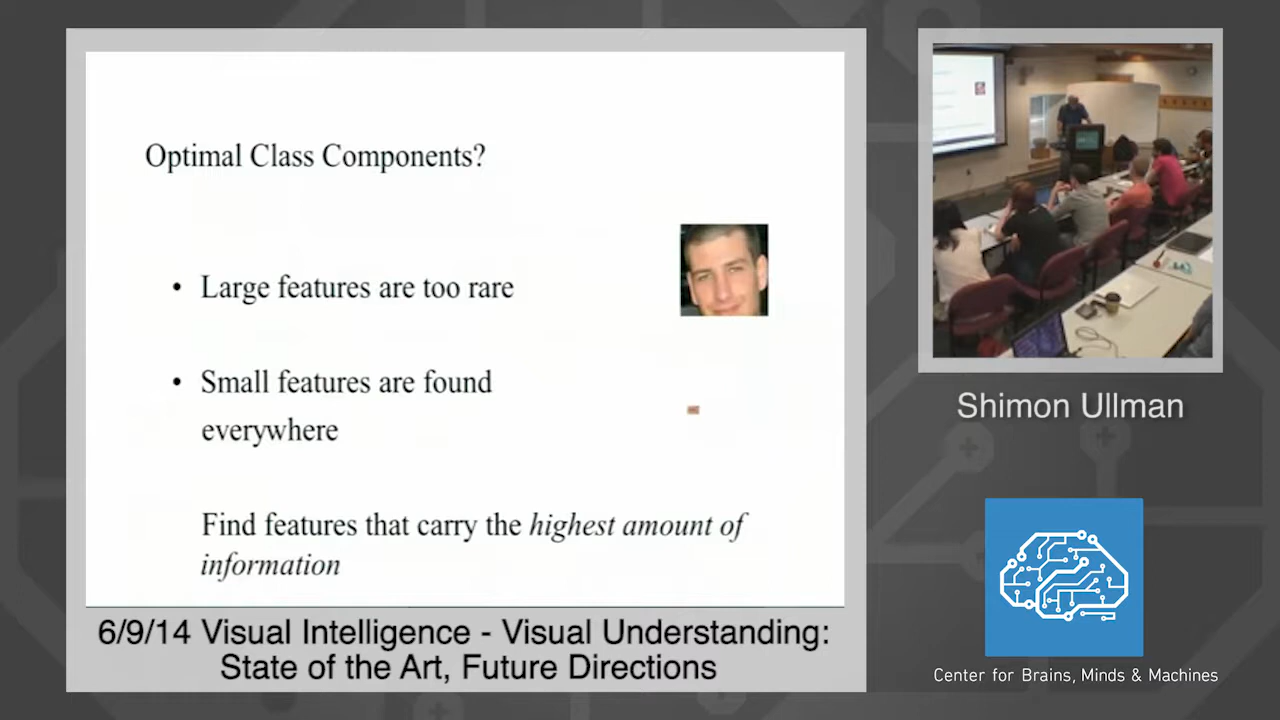 Optimal Class Components?
• Large features are too rare
• Small features are found
everywhere
Find features that carry the highest amount of
information
6/9/14 Visual Intelligence - Visual Understanding:
State of the Art, Future Directions
Shimon Ullman
Center for Brains, Minds & Machines